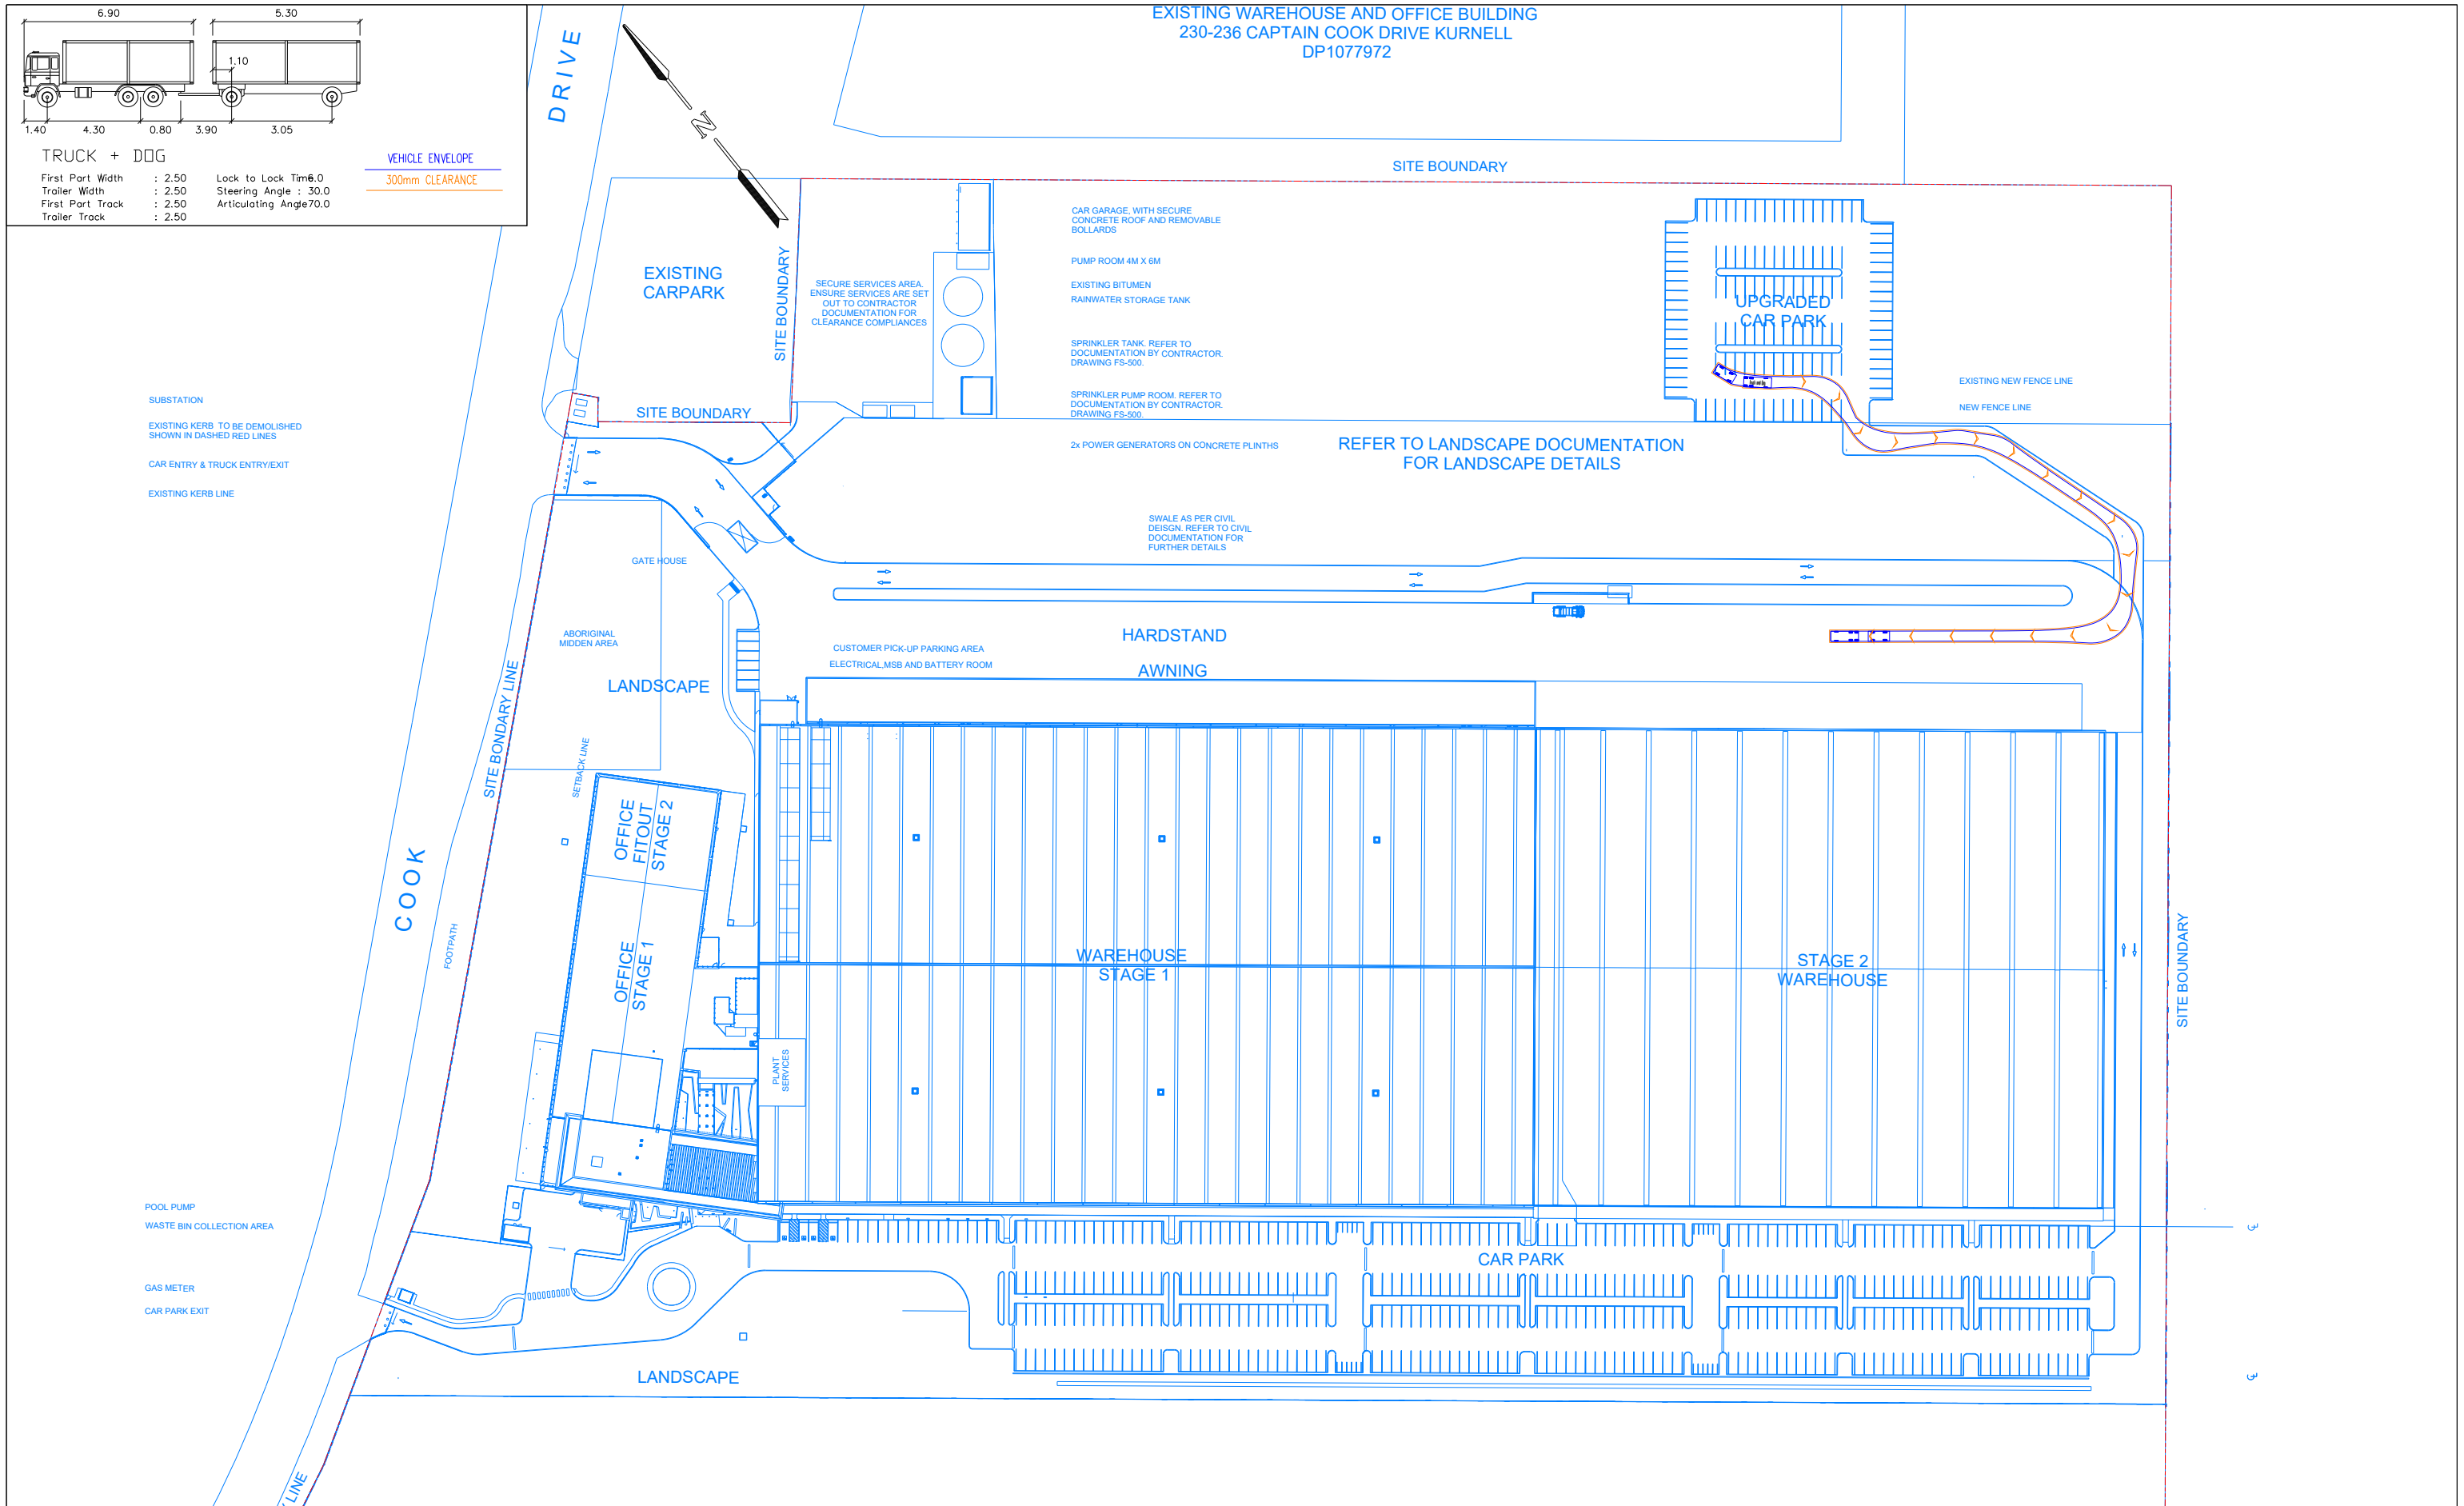 6.90
5.30
1.10
1.40
4.30
0.80
3.90
3.05
TRUCK + DOG
First Part Width : 2.50
Trailer Width : 2.50
First Part Track : 2.50
Trailer Track : 2.50
Lock to Lock Time6.0
Steering Angle : 30.0
Articulating Angle70.0
VEHICLE ENVELOPE
300mm CLEARANCE
DRIVE
N
EXISTING WAREHOUSE AND OFFICE BUILDING
230-236 CAPTAIN COOK DRIVE KURNELL
DP1077972
SITE BOUNDARY
EXISTING
CARPARK
SITE BOUNDARY
SITE BOUNDARY
SECURE SERVICES AREA.
ENSURE SERVICES ARE SET
OUT TO CONTRACTOR
DOCUMENTATION FOR
CLEARANCE COMPLIANCES
CAR GARAGE, WITH SECURE
CONCRETE ROOF AND REMOVABLE
BOLLARDS
PUMP ROOM 4M X 6M
EXISTING BITUMEN
RAINWATER STORAGE TANK
SPRINKLER TANK. REFER TO
DOCUMENTATION BY CONTRACTOR.
DRAWING FS-500.
SPRINKLER PUMP ROOM. REFER TO
DOCUMENTATION BY CONTRACTOR.
DRAWING FS-500.
2x POWER GENERATORS ON CONCRETE PLINTHS
UPGRADED
CAR PARK
EXISTING NEW FENCE LINE
NEW FENCE LINE
REFER TO LANDSCAPE DOCUMENTATION
FOR LANDSCAPE DETAILS
SUBSTATION
EXISTING KERB TO BE DEMOLISHED
SHOWN IN DASHED RED LINES
CAR ENTRY & TRUCK ENTRY/EXIT
EXISTING KERB LINE
SWALE AS PER CIVIL
DEISGN. REFER TO CIVIL
DOCUMENTATION FOR
FURTHER DETAILS
GATE HOUSE
ABORIGINAL
MIDDEN AREA
LANDSCAPE
CUSTOMER PICK-UP PARKING AREA
ELECTRICAL,MSB AND BATTERY ROOM
HARDSTAND
AWNING
SITE BONDARY LINE
SETBACK LINE
OFFICE
FITOUT
STAGE 2
COOK
FOOTPATH
OFFICE
STAGE 1
WAREHOUSE
STAGE 1
STAGE 2
WAREHOUSE
SITE BOUNDARY
PLANT
SERVICES
POOL PUMP
WASTE BIN COLLECTION AREA
GAS METER
CAR PARK EXIT
CAR PARK
LANDSCAPE
LINE